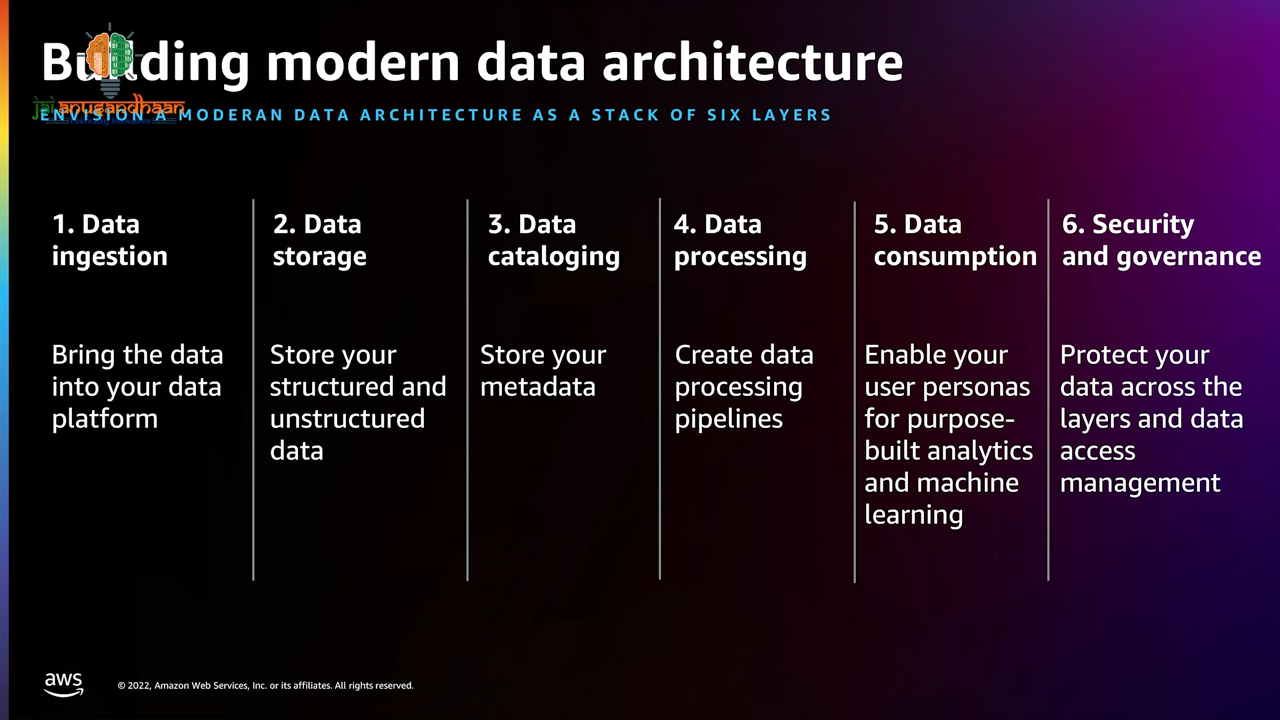 Building modern data architecture
jal anusandhaan
ENVISION A MODERAN DATA ARCHITECTURE AS A STACK OF SIX LAYERS
1. Data
ingestion
Bring the data
into your data
platform
2. Data
storage
Store your
structured and
unstructured
data
3. Data
cataloging
Store your
metadata
4. Data
processing
Create data
processing
pipelines
5. Data
consumption
Enable your
user personas
for purpose-
built analytics
and machine
learning
6. Security
and governance
Protect your
data across the
layers and data
access
management
aws
© 2022, Amazon Web Services, Inc. or its affiliates. All rights reserved.